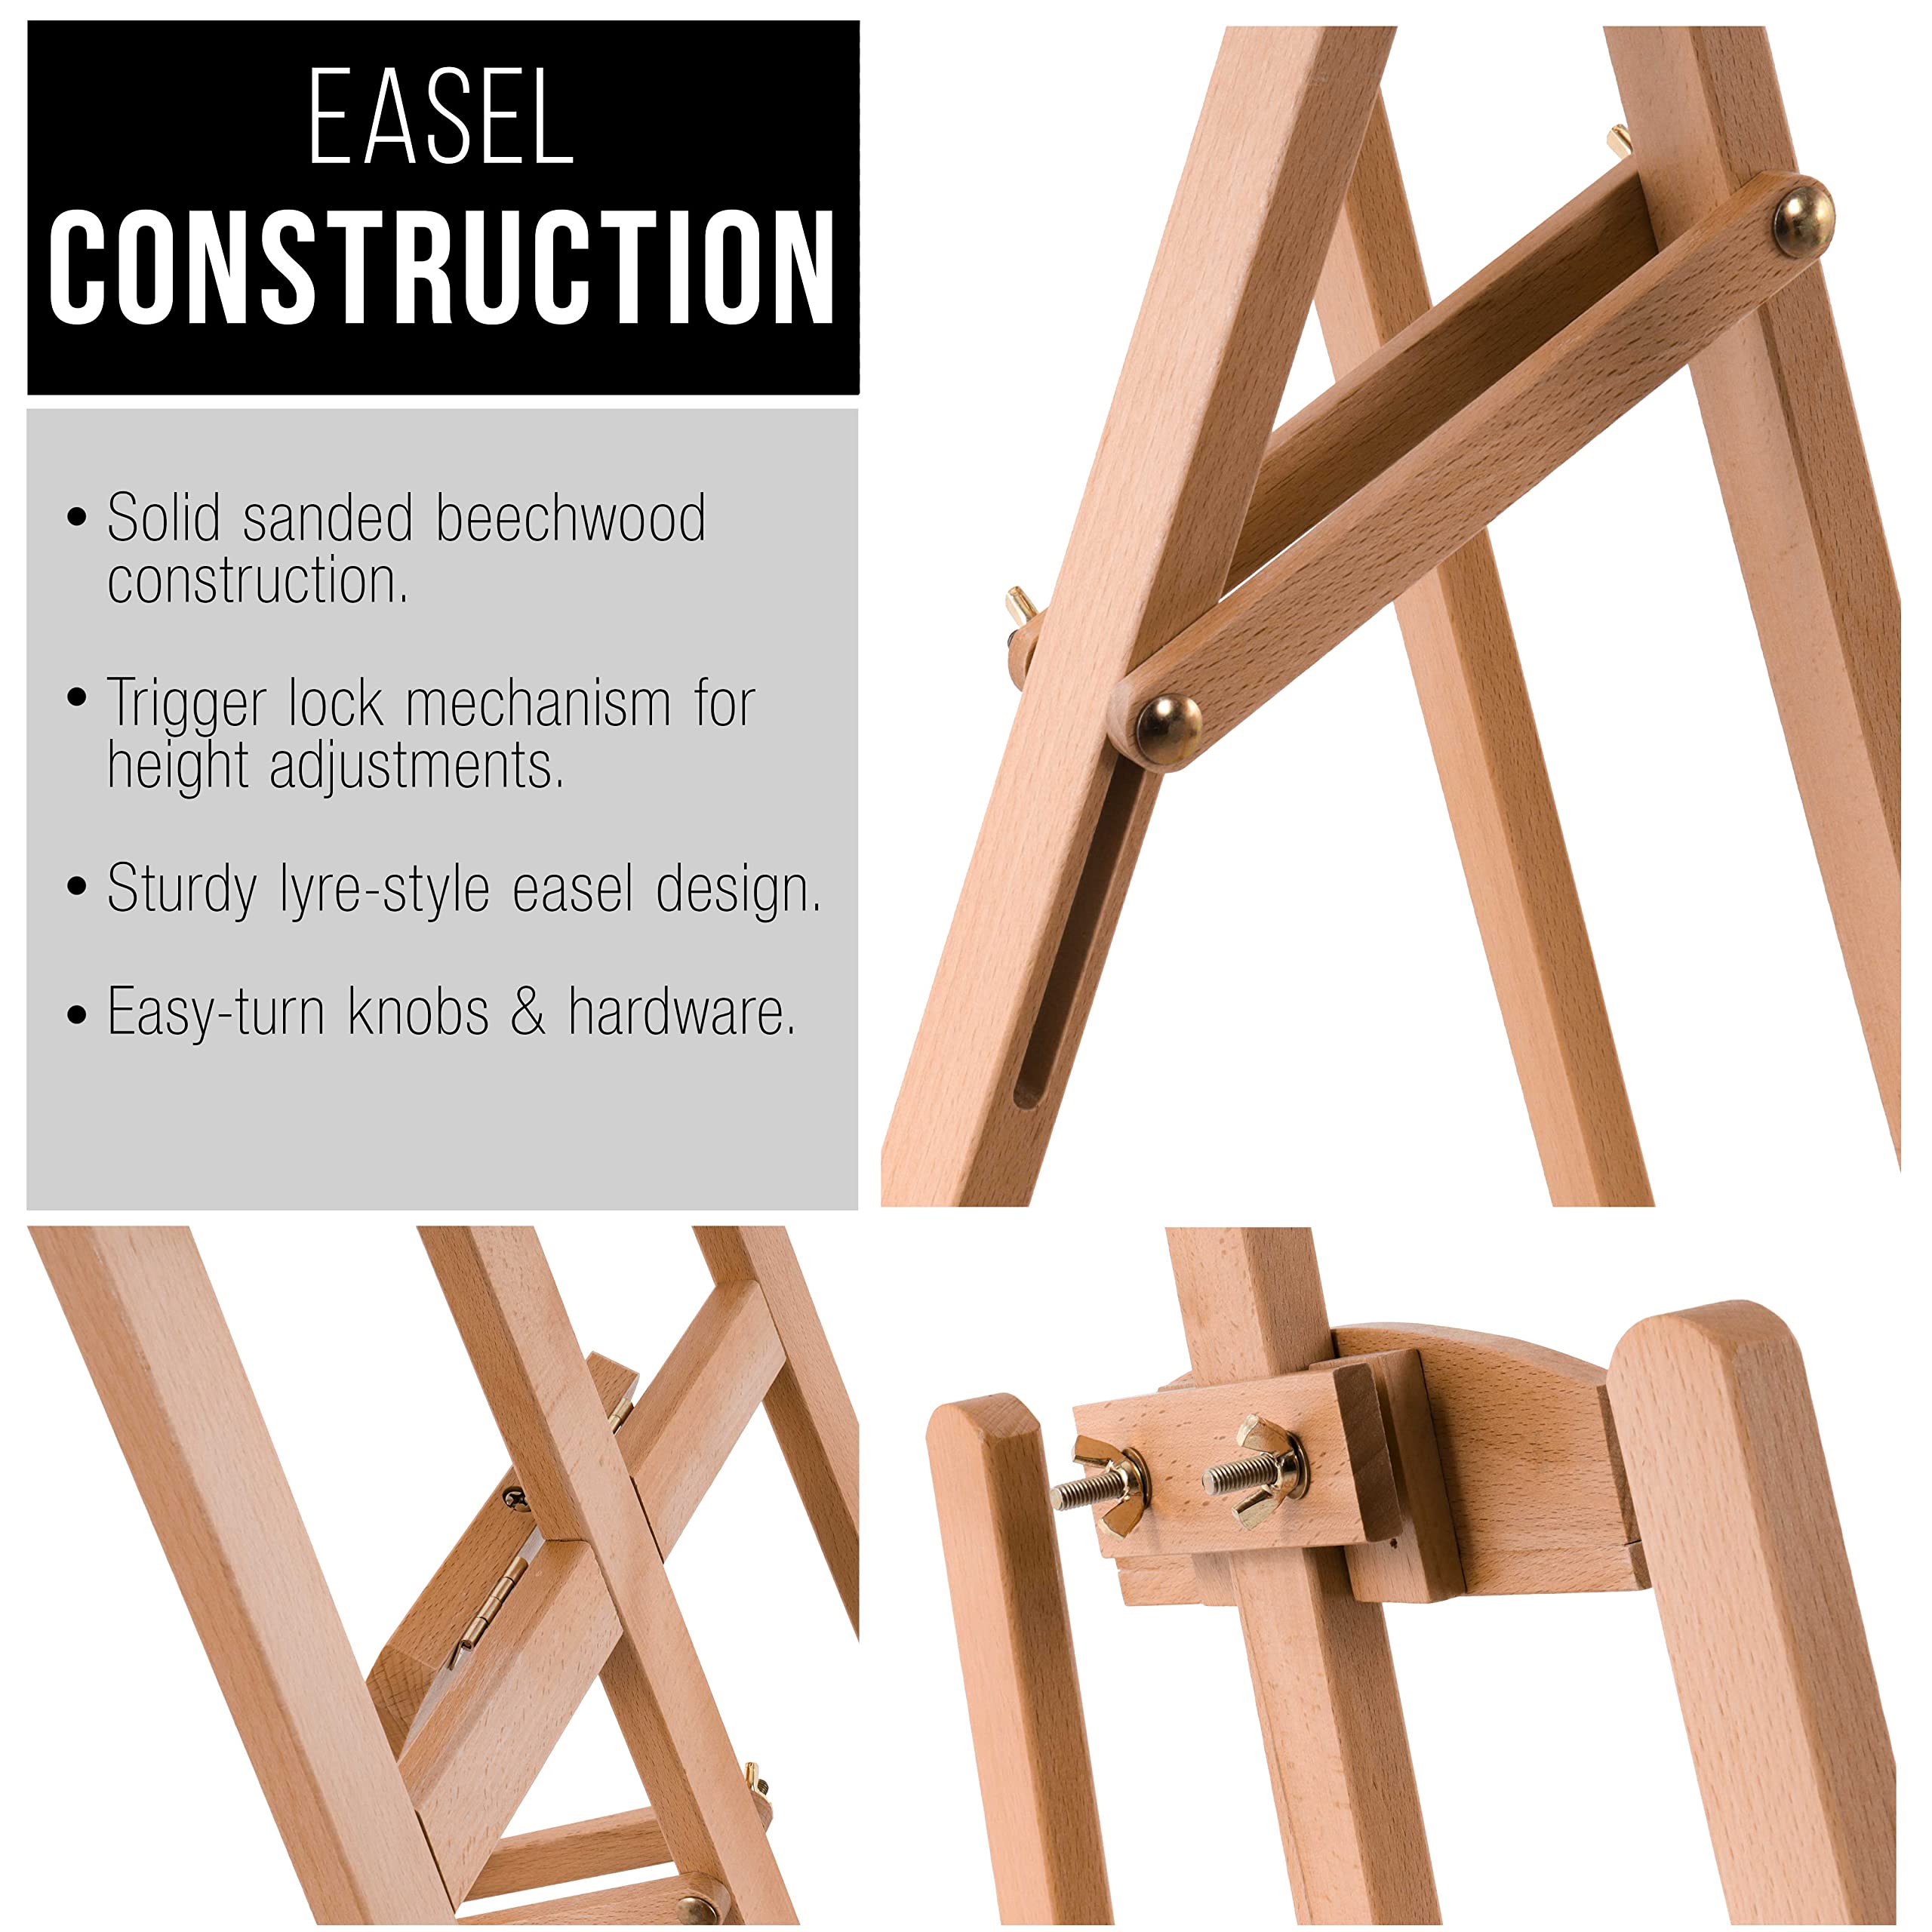 EASEL
CONSTRUCTION
• Solid sanded beechwood
construction.
• Trigger lock mechanism for
height adjustments.
• Sturdy lyre-style easel design.
• Easy-turn knobs & hardware.